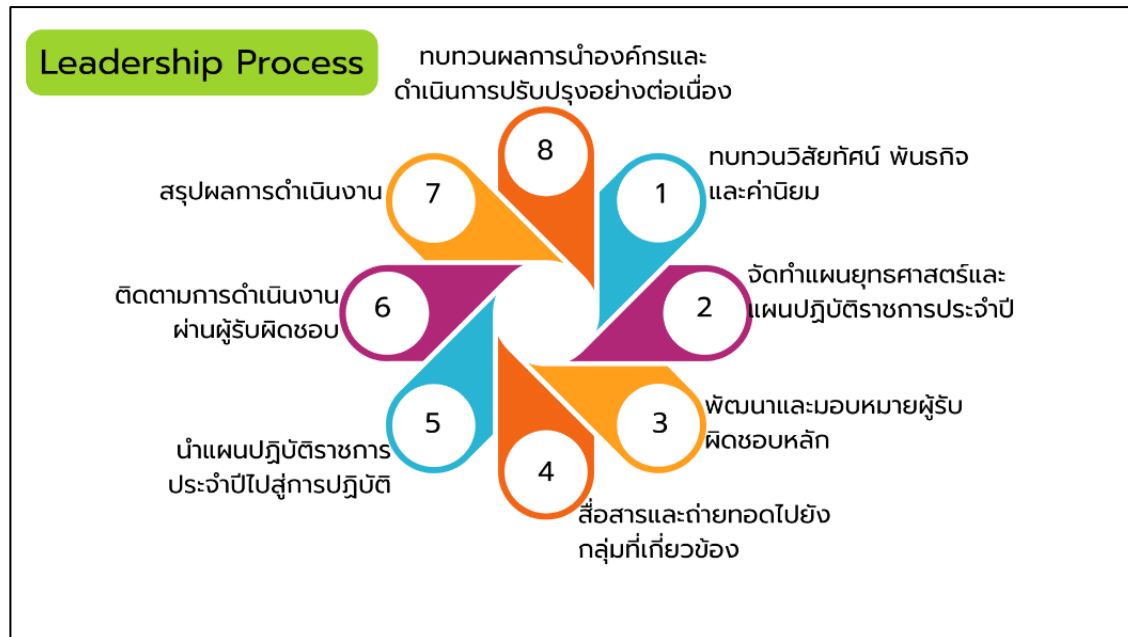 Leadership Process
ทบทวนผลการนำองค์กรและ
ดำเนินการปรับปรุงอย่างต่อเนื่อง
8
1
ทบทวนวิสัยทัศน์ พันธกิจ
และค่านิยม
2
จัดทำแผนยุทธศาสตร์และ
แผนปฏิบัติราชการประจำปี
3
พัฒนาและมอบหมายผู้รับ
ผิดชอบหลัก
4
สื่อสารและถ่ายทอดไปยัง
กลุ่มที่เกี่ยวข้อง
5
นำแผนปฏิบัติราชการ
ประจำปีไปสู่การปฏิบัติ
6
ติดตามการดำเนินงาน
ผ่านผู้รับผิดชอบ
7
สรุปผลการดำเนินงาน